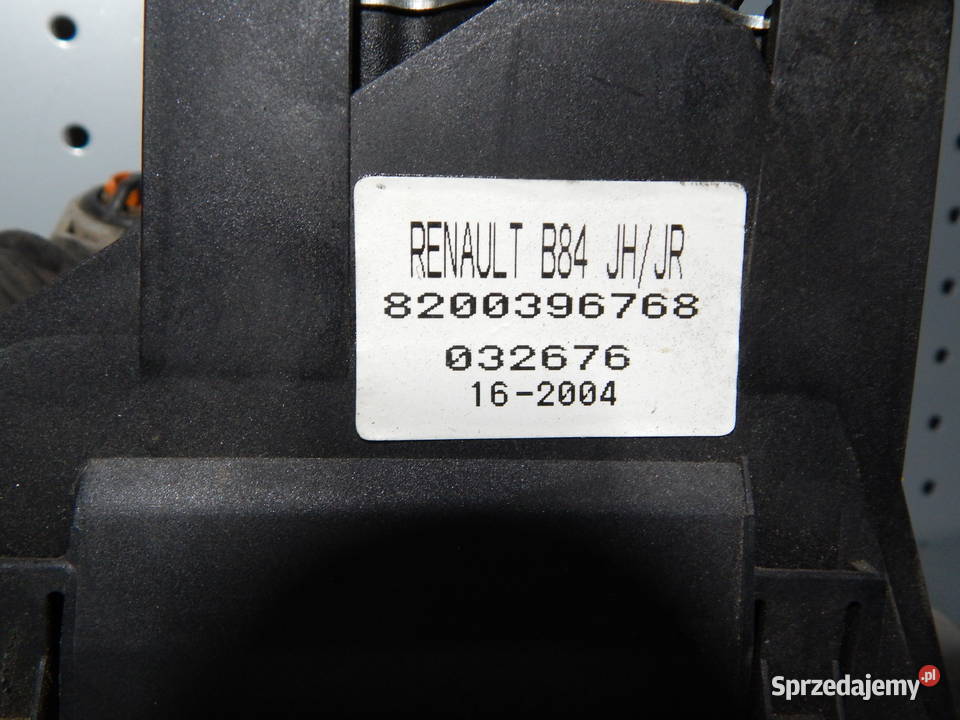 RENAULT B84 JH/JR
8200396768
032676
16-2004
Sprzedajemy.pl